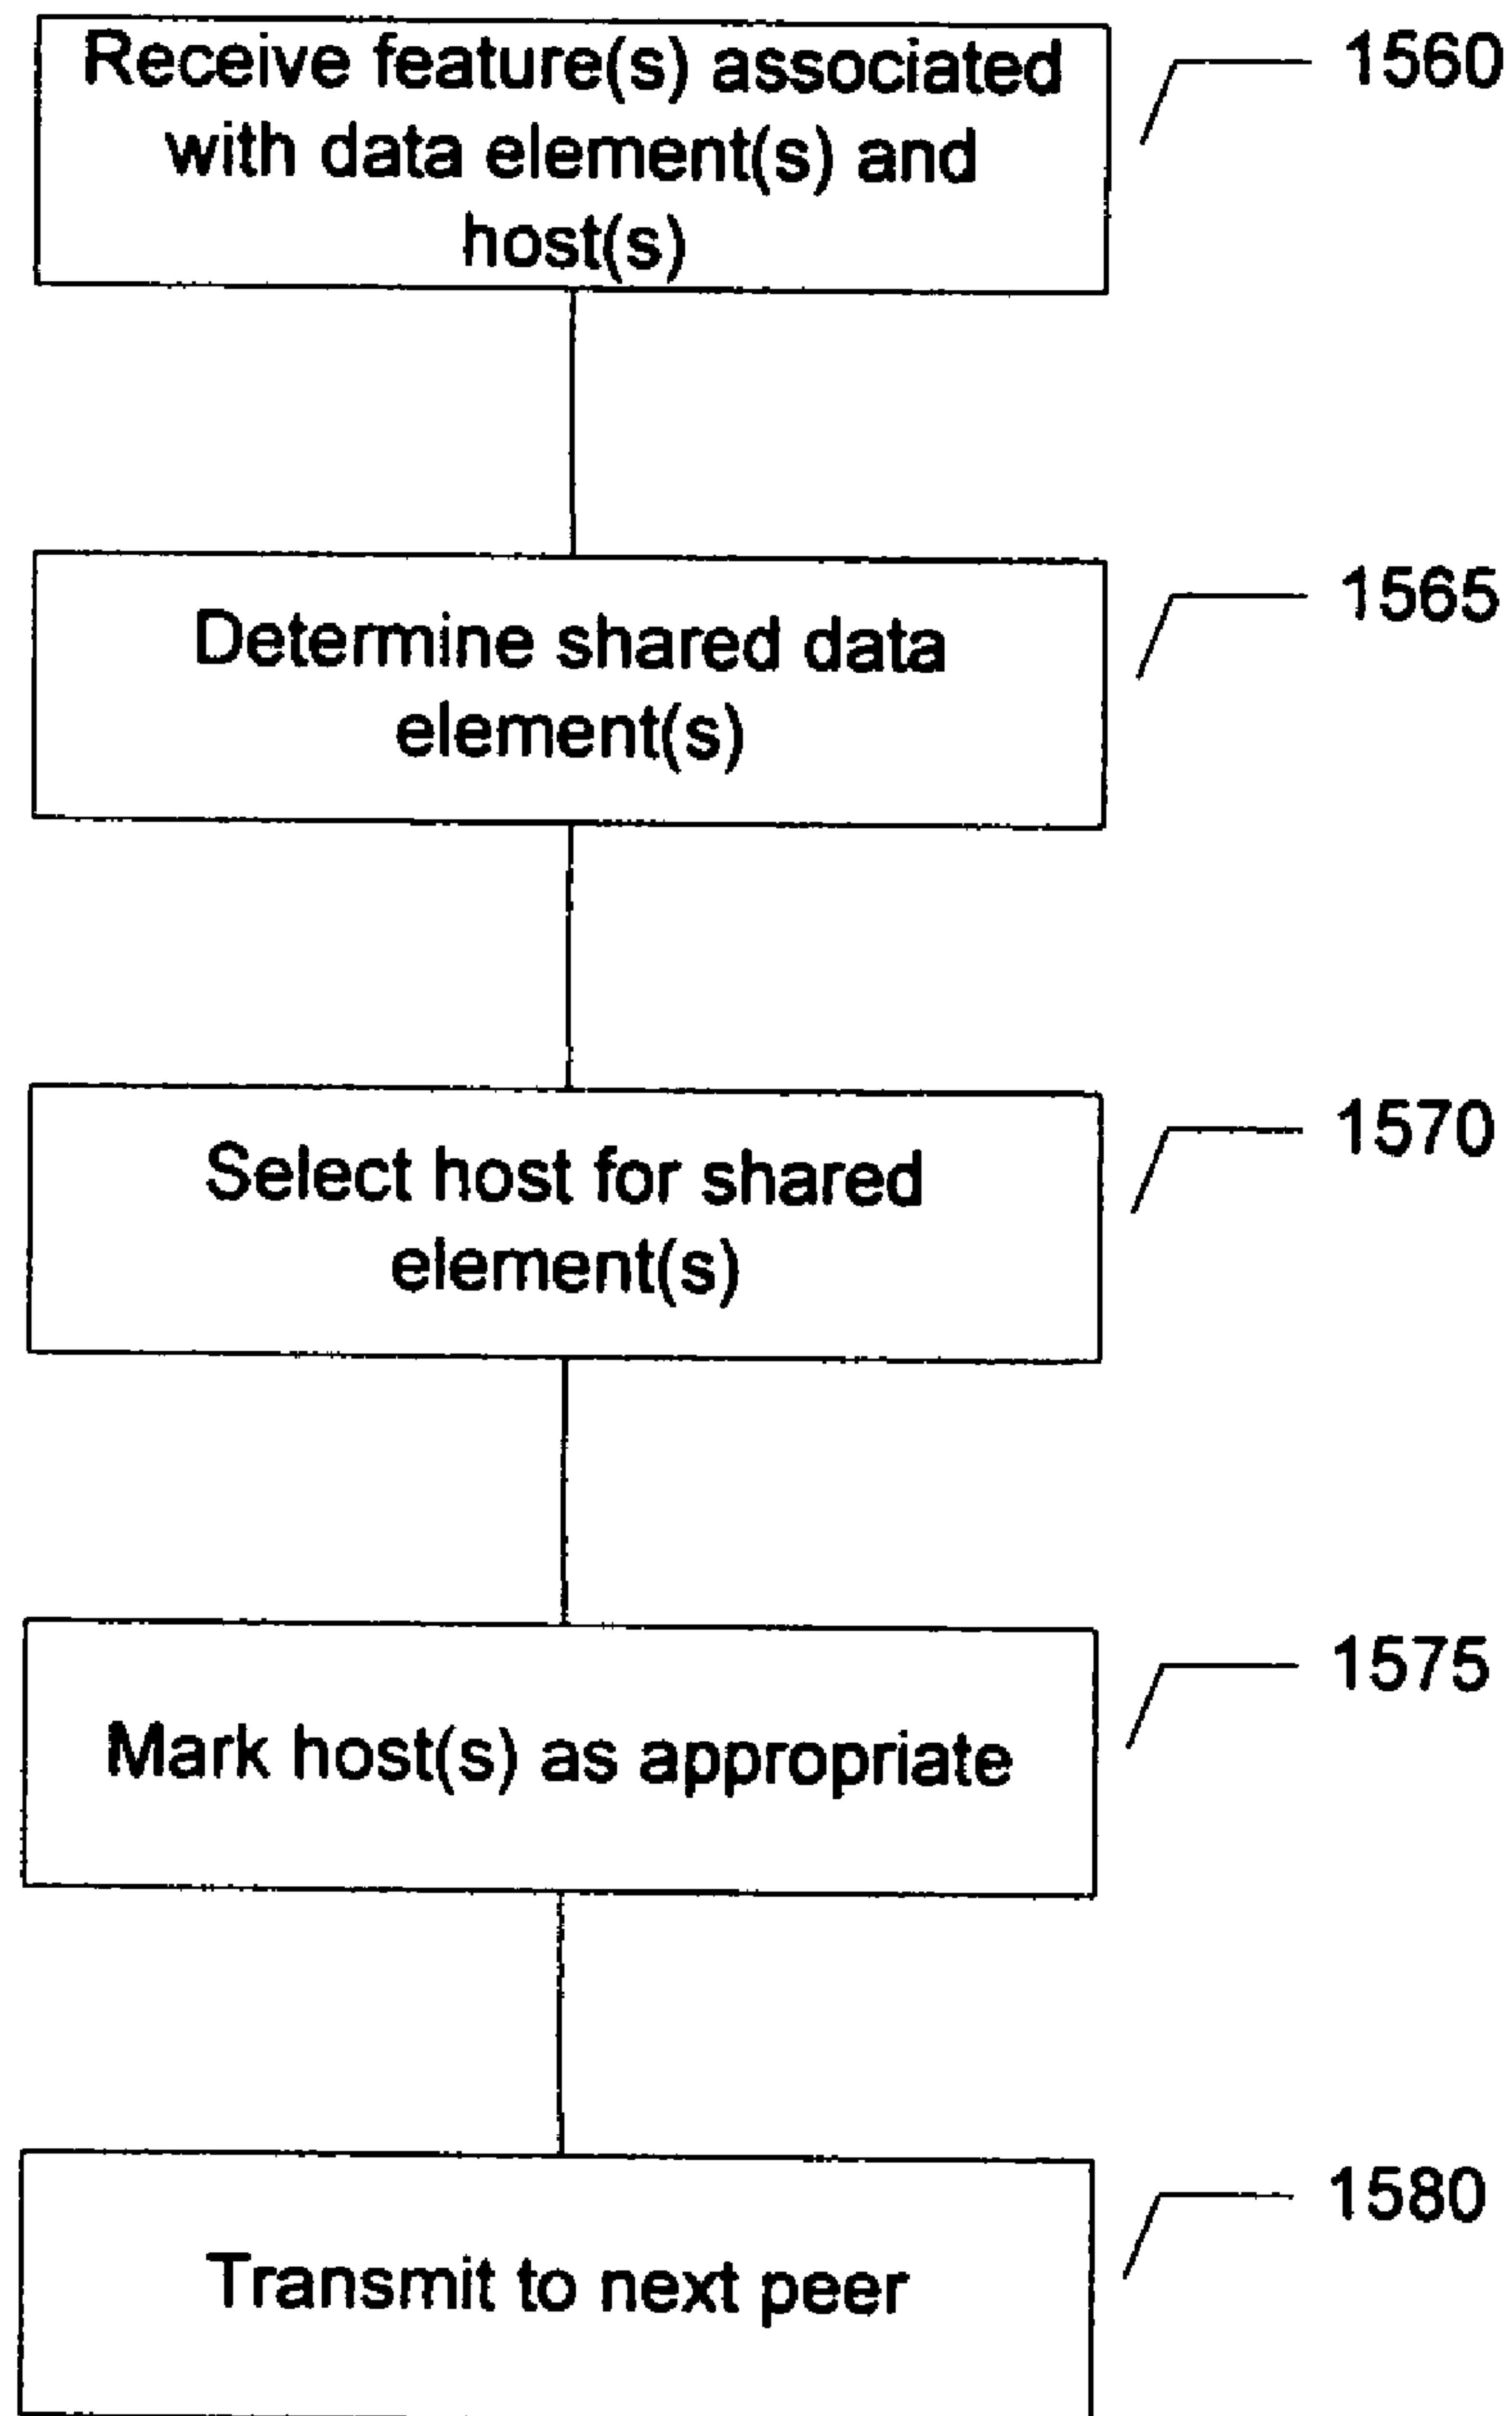 Receive feature(s) associated
with data element(s) and
host(s)
1560
Determine shared data
element(s)
1565
Select host for shared
element(s)
1570
Mark host(s) as appropriate
1575
Transmit to next peer
1580